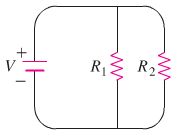 +
V R₁ R₂
−